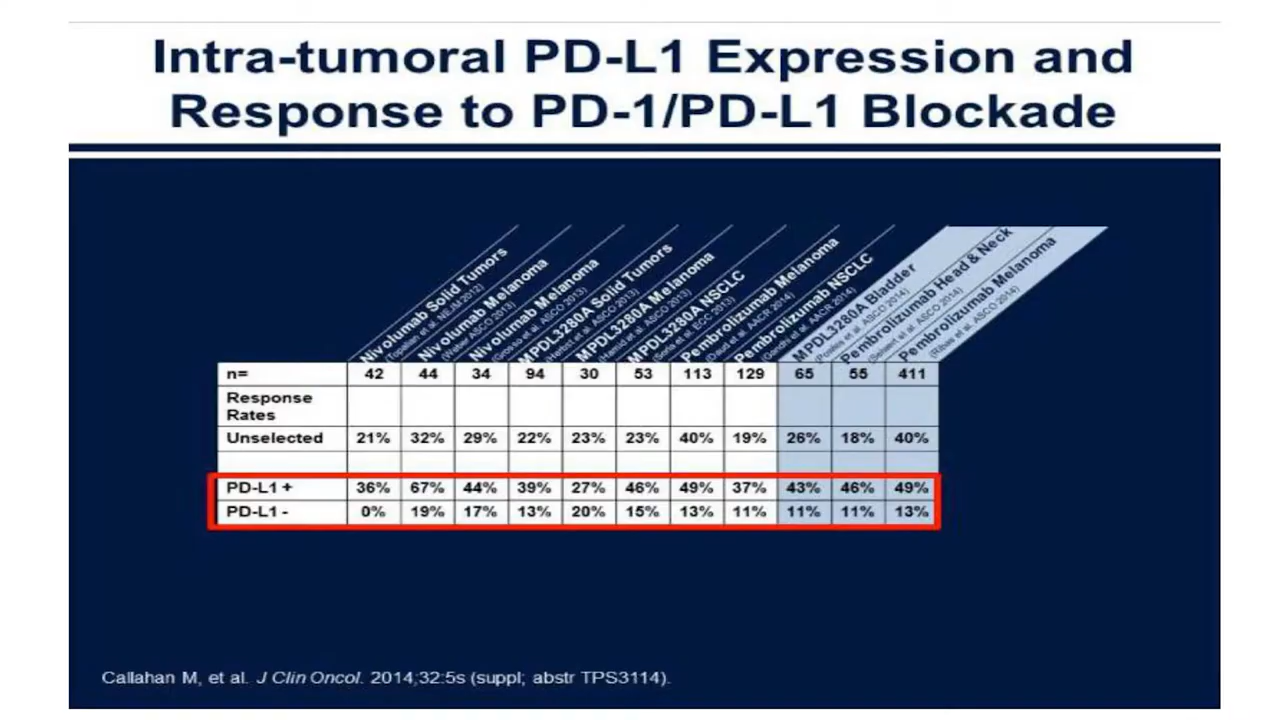 Intra-tumoral PD-L1 Expression and
Response to PD-1/PD-L1 Blockade
Nivolumab Solid Tumors
(Topalian et al. NEJM 2012)
Nivolumab Melanoma
(Weber ASCO 2013)
Nivolumab Melanoma
(Grosso et al. ASCO 2013)
MPDL3280A Solid Tumors
(Herbst et al. ASCO 2013)
MPDL3280A Melanoma
(Hamid et al. ASCO 2013)
MPDL3280A NSCLC
(Soria et al. ECC 2013)
Pembrolizumab Melanoma
(Daud et al. AACR 2014)
Pembrolizumab NSCLC
(Gandhi et al. AACR 2014)
MPDL3280A Bladder
(Powles et al. ASCO 2014)
Pembrolizumab Head & Neck
(Seiwert et al. ASCO 2014)
Pembrolizumab Melanoma
(Ribas et al. ASCO 2014)
n= 42 44 34 94 30 53 113 129 65 55 411
Response
Rates
Unselected 21% 32% 29% 22% 23% 23% 40% 19% 26% 18% 40%
PD-L1 + 36% 67% 44% 39% 27% 46% 49% 37% 43% 46% 49%
PD-L1 - 0% 19% 17% 13% 20% 15% 13% 11% 11% 11% 13%
Callahan M, et al. J Clin Oncol. 2014;32:5s (suppl; abstr TPS3114).